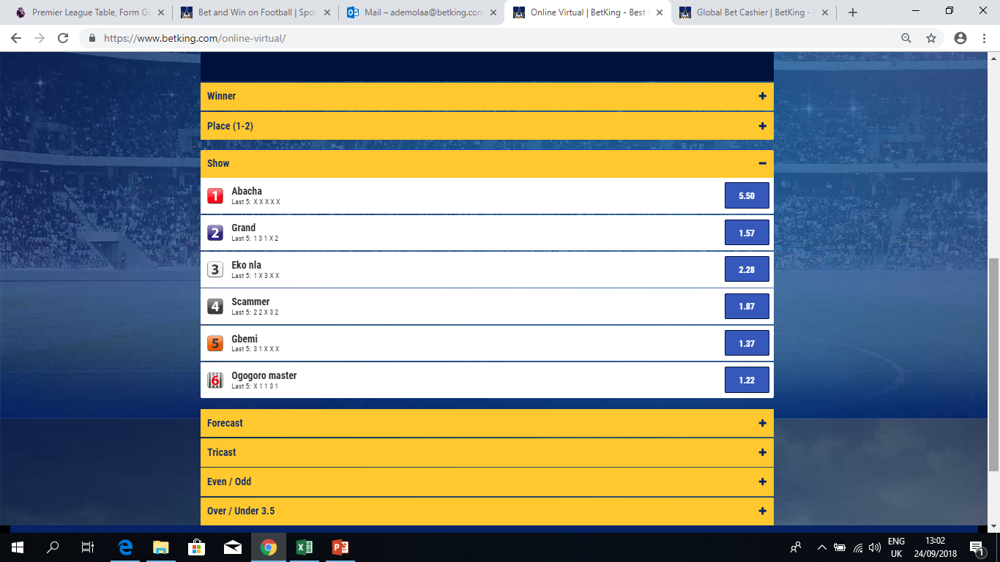 Premier League Table, Form Gu
Bet and Win on Football | Spor
Mail – ademolaa@betking.com
Online Virtual | BetKing - Best
Global Bet Cashier | BetKing -
https://www.betking.com/online-virtual/
Winner
Place (1-2)
Show
1
Abacha
Last 5: X X X X X
5.50
2
Grand
Last 5: 1 3 1 X 2
1.57
3
Eko nla
Last 5: 1 X 3 X X
2.28
4
Scammer
Last 5: 2 2 X 3 2
1.87
5
Gbemi
Last 5: 3 1 X X X
1.37
6
Ogogoro master
Last 5: X 1 1 3 1
1.22
Forecast
Tricast
Even / Odd
Over / Under 3.5
ENG
UK
13:02
24/09/2018
1